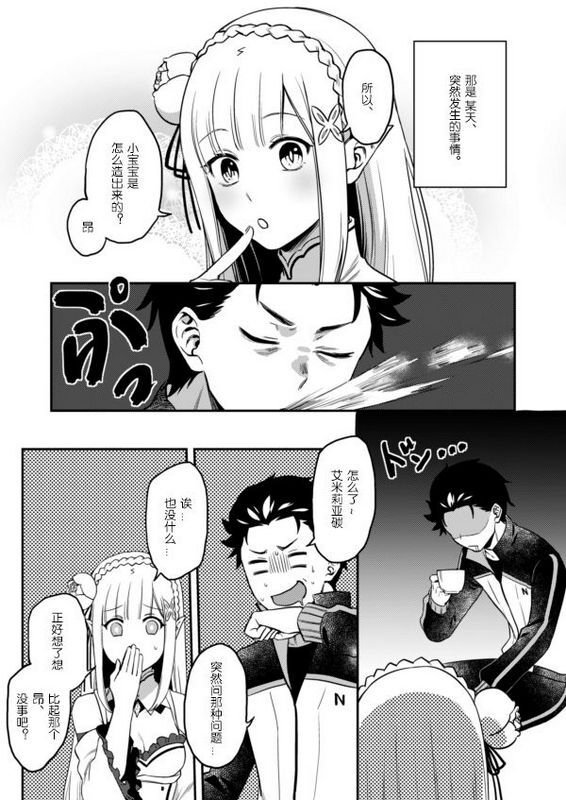 那是某天、
突然发生的事情。
所以、
小宝宝是
怎么造出来的?
昂
ぷぷっ
ドズン・・・
怎么了~
艾米莉亚碳
突然问那种问题…
诶…
也没什么…
正好想了想
比起那个
昂、
没事吧?
N
N